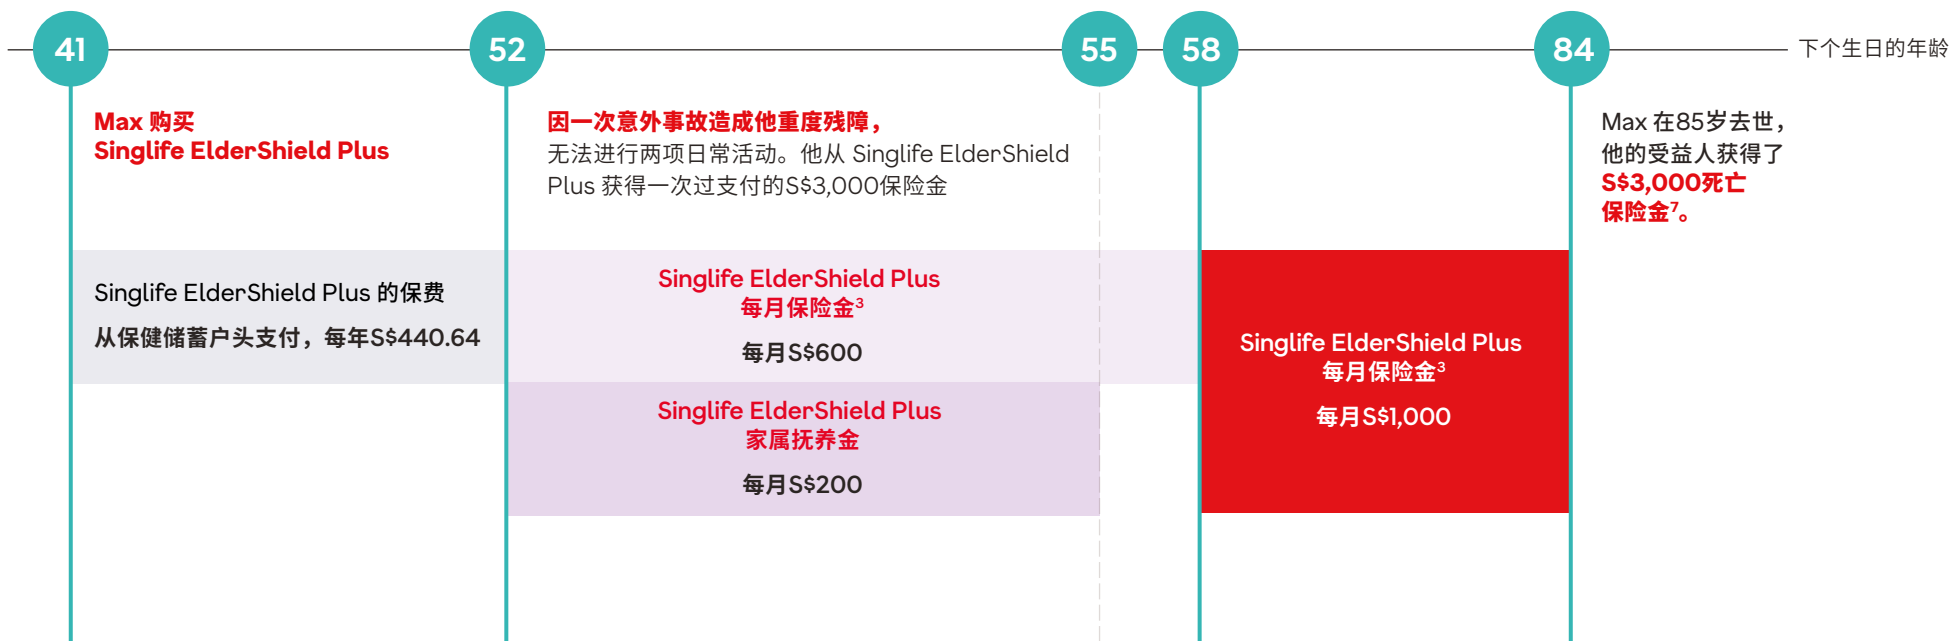 41
52
55
58
84
下个生日的年龄
Max 购买
Singlife ElderShield Plus
因一次意外事故造成他重度残障，
无法进行两项日常活动。他从 Singlife ElderShield
Plus 获得一次过支付的S$3,000保险金
Max 在85岁去世，
他的受益人获得了
S$3,000死亡
保险金⁷。
Singlife ElderShield Plus 的保费
从保健储蓄户头支付，每年S$440.64
Singlife ElderShield Plus
每月保险金³
每月S$600
Singlife ElderShield Plus
家属抚养金
每月S$200
Singlife ElderShield Plus
每月保险金³
每月S$1,000